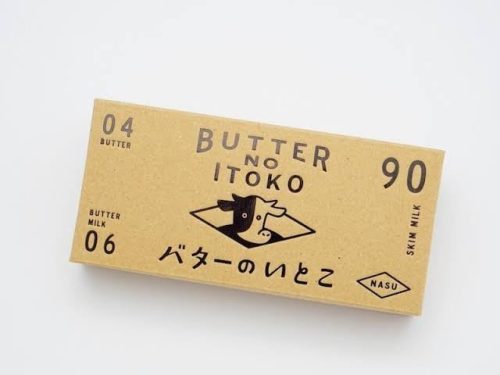 04
BUTTER
BUTTER
NO
ITOKO
90
SKIM MILK
BUTTER
MILK
06
バターのいとこ
NASU